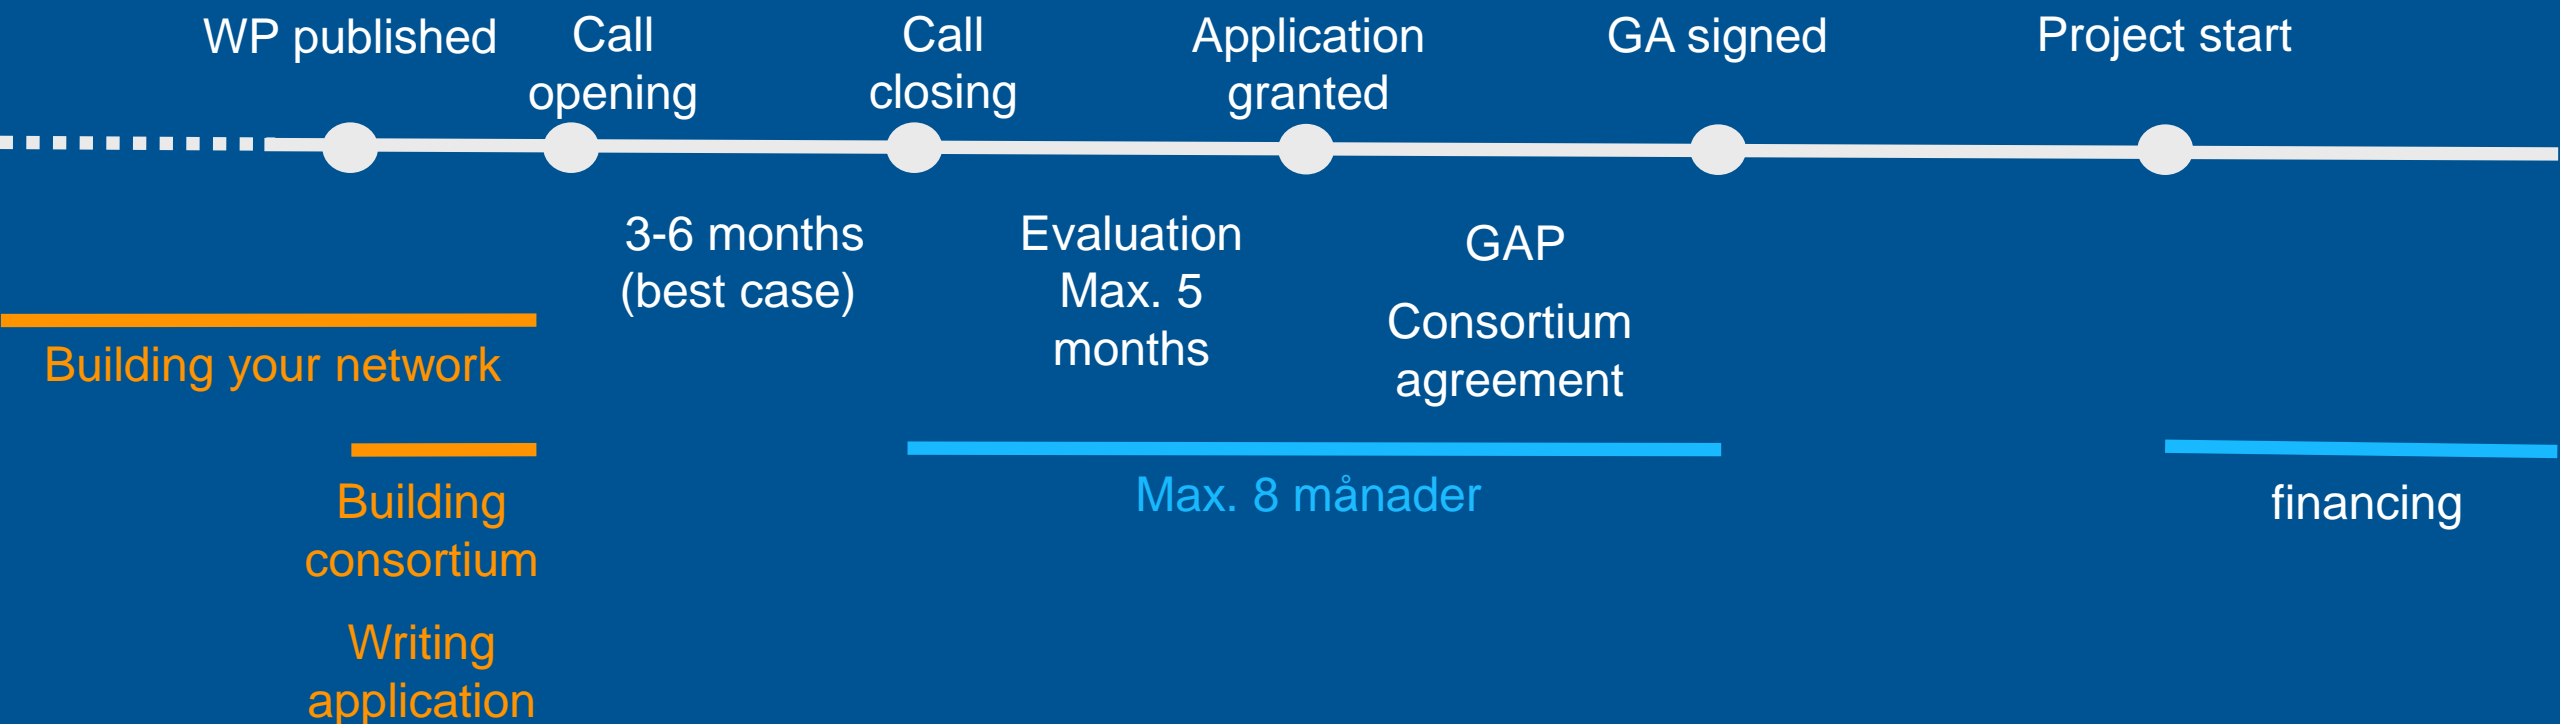 WP published
Call
opening
Call
closing
Application
granted
GA signed
Project start
3-6 months
(best case)
Evaluation
Max. 5
months
GAP
Consortium
agreement
Building your network
Building
consortium
Writing
application
Max. 8 månader
financing